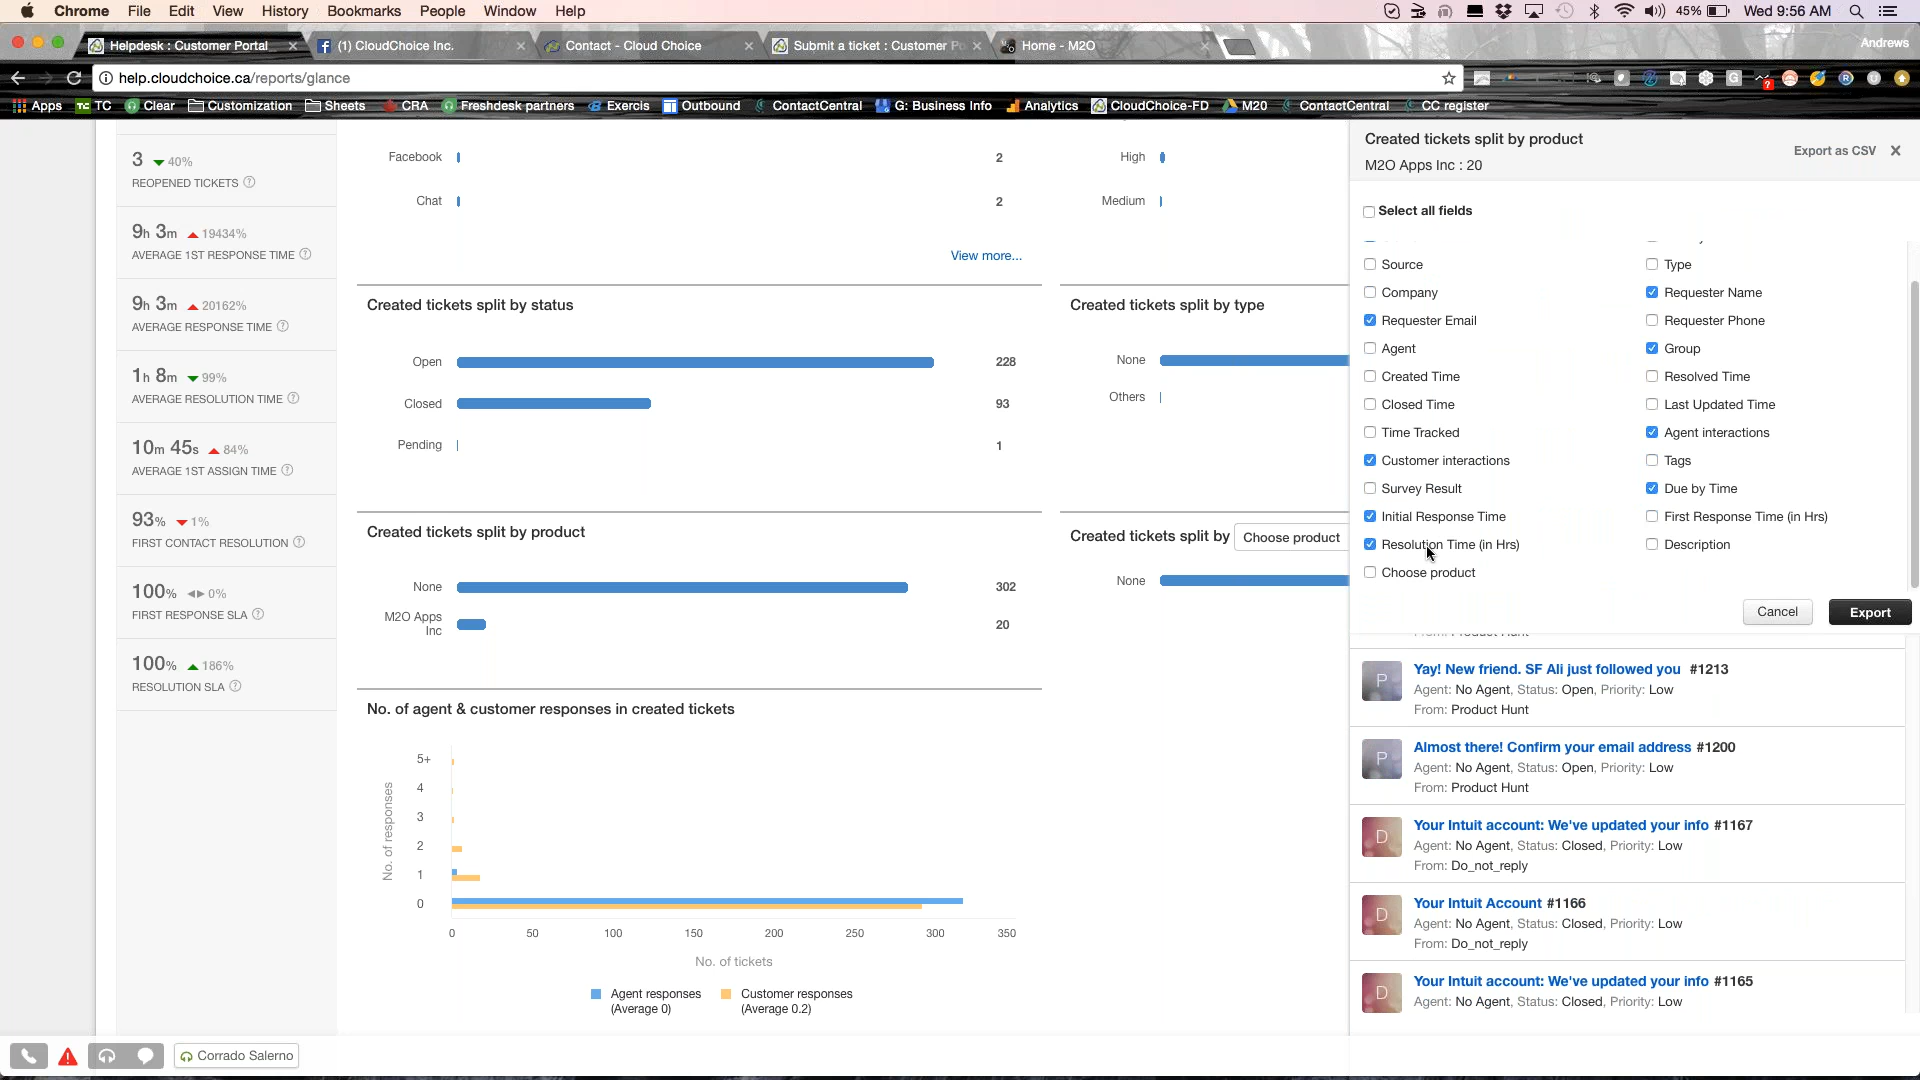 Chrome File Edit View History Bookmarks People Window Help 45% Wed 9:56 AM
Helpdesk : Customer Portal (1) CloudChoice Inc. Contact - Cloud Choice Submit a ticket : Customer Po Home - M2O Andrews
help.cloudchoice.ca/reports/glance
Apps TC Clear Customization Sheets CRA Freshdesk partners Exercis Outbound ContactCentral G: Business Info Analytics CloudChoice-FD M20 ContactCentral CC register
3 40%
REOPENED TICKETS
9h 3m 19434%
AVERAGE 1ST RESPONSE TIME
9h 3m 20162%
AVERAGE RESPONSE TIME
1h 8m 99%
AVERAGE RESOLUTION TIME
10m 45s 84%
AVERAGE 1ST ASSIGN TIME
93% 1%
FIRST CONTACT RESOLUTION
100% 0%
FIRST RESPONSE SLA
100% 186%
RESOLUTION SLA
Facebook 2
Chat 2
View more...
High
Medium
Created tickets split by status
Open 228
Closed 93
Pending 1
Created tickets split by type
None
Others
Created tickets split by product
None 302
M2O Apps
Inc 20
Created tickets split by Choose product
None
No. of agent & customer responses in created tickets
No. of responses
5+
4
3
2
1
0
0 50 100 150 200 250 300 350
No. of tickets
Agent responses
(Average 0)
Customer responses
(Average 0.2)
Created tickets split by product
M2O Apps Inc : 20
Export as CSV
Select all fields
Source Type
Company Requester Name
Requester Email Requester Phone
Agent Group
Created Time Resolved Time
Closed Time Last Updated Time
Time Tracked Agent interactions
Customer interactions Tags
Survey Result Due by Time
Initial Response Time First Response Time (in Hrs)
Resolution Time (in Hrs) Description
Choose product
Cancel Export
From: Product Hunt
P
Yay! New friend. SF Ali just followed you #1213
Agent: No Agent, Status: Open, Priority: Low
From: Product Hunt
P
Almost there! Confirm your email address #1200
Agent: No Agent, Status: Open, Priority: Low
From: Product Hunt
D
Your Intuit account: We've updated your info #1167
Agent: No Agent, Status: Closed, Priority: Low
From: Do_not_reply
D
Your Intuit Account #1166
Agent: No Agent, Status: Closed, Priority: Low
From: Do_not_reply
D
Your Intuit account: We've updated your info #1165
Agent: No Agent, Status: Closed, Priority: Low
Corrado Salerno